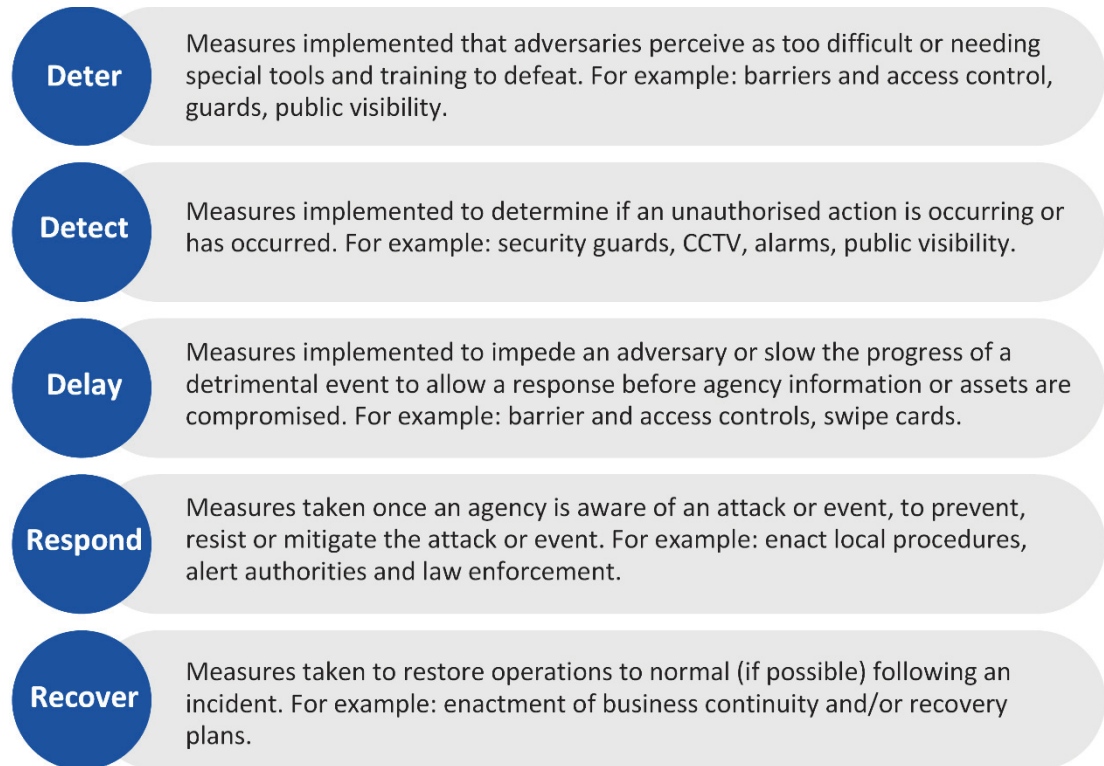 Deter
Measures implemented that adversaries perceive as too difficult or needing
special tools and training to defeat. For example: barriers and access control,
guards, public visibility.
Detect
Measures implemented to determine if an unauthorised action is occurring or
has occurred. For example: security guards, CCTV, alarms, public visibility.
Delay
Measures implemented to impede an adversary or slow the progress of a
detrimental event to allow a response before agency information or assets are
compromised. For example: barrier and access controls, swipe cards.
Respond
Measures taken once an agency is aware of an attack or event, to prevent,
resist or mitigate the attack or event. For example: enact local procedures,
alert authorities and law enforcement.
Recover
Measures taken to restore operations to normal (if possible) following an
incident. For example: enactment of business continuity and/or recovery
plans.